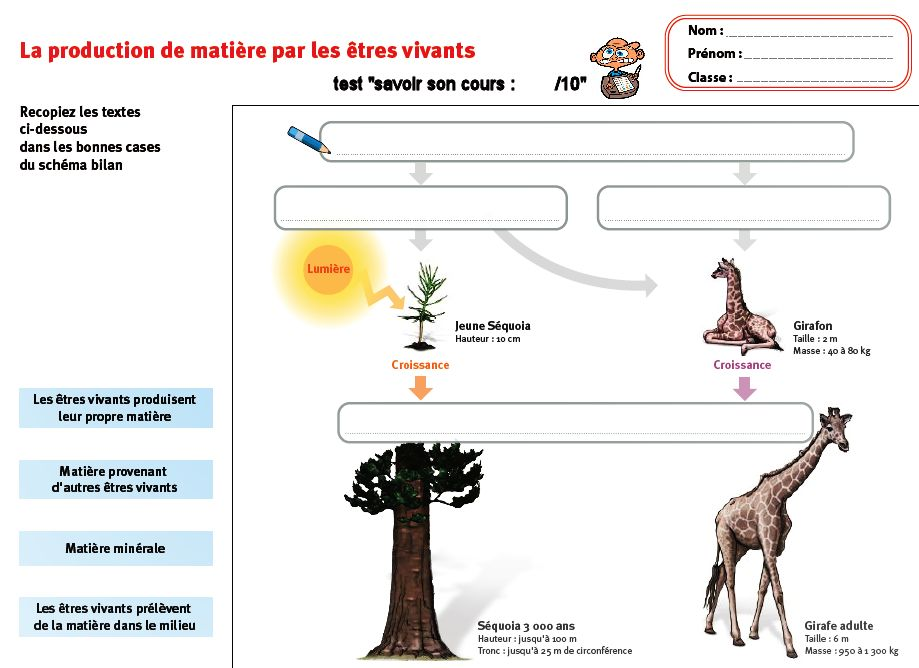 La production de matière par les êtres vivants
test "savoir son cours : /10"
Nom :
Prénom :
Classe :
Recopiez les textes
ci-dessous
dans les bonnes cases
du schéma bilan
Lumière
Jeune Séquoia
Hauteur : 10 cm
Girafon
Taille : 2 m
Masse : 40 à 80 kg
Croissance
Croissance
Les êtres vivants produisent
leur propre matière
Matière provenant
d'autres êtres vivants
Matière minérale
Les êtres vivants prélèvent
de la matière dans le milieu
Séquoia 3 000 ans
Hauteur : jusqu'à 100 m
Tronc : jusqu'à 25 m de circonférence
Girafe adulte
Taille : 6 m
Masse : 950 à 1 300 kg